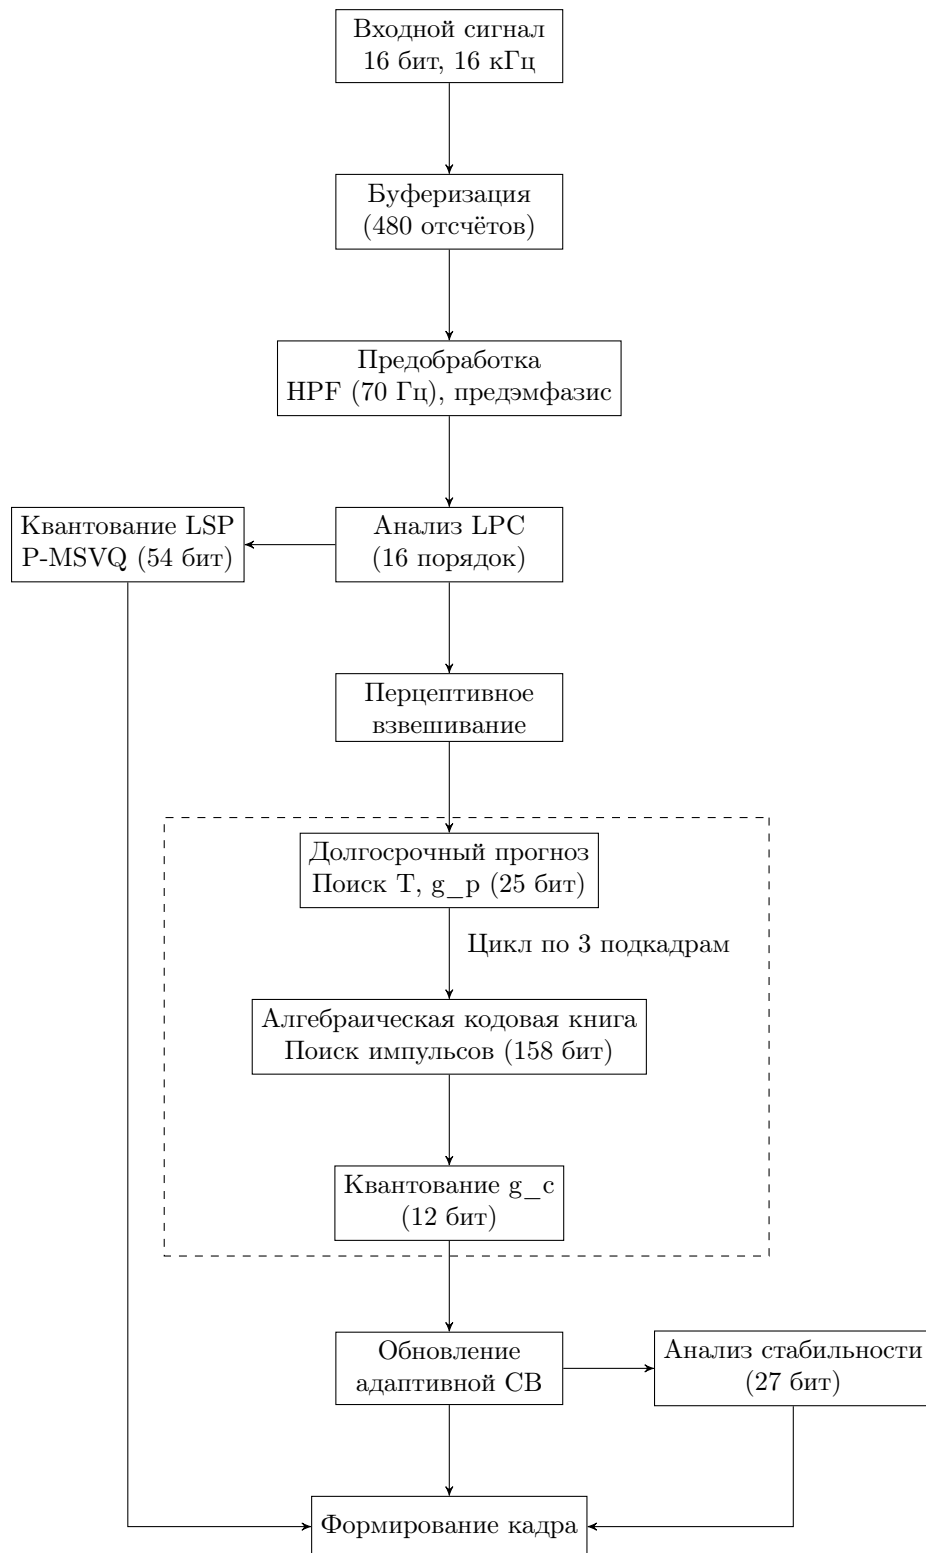 Входной сигнал
16 бит, 16 кГц
Буферизация
(480 отсчётов)
Предобработка
HPF (70 Гц), предэмфазис
Квантование LSP
P-MSVQ (54 бит)
Анализ LPC
(16 порядок)
Перцептивное
взвешивание
Долгосрочный прогноз
Поиск T, g_p (25 бит)
Цикл по 3 подкадрам
Алгебраическая кодовая книга
Поиск импульсов (158 бит)
Квантование g_c
(12 бит)
Обновление
адаптивной СВ
Анализ стабильности
(27 бит)
Формирование кадра